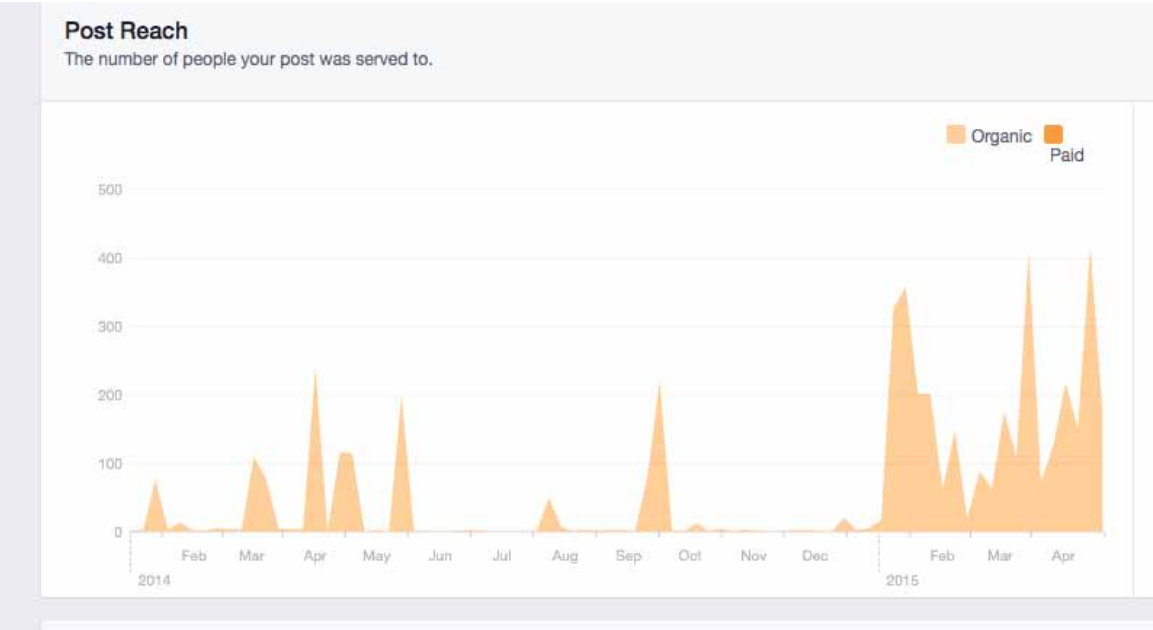 Post Reach
The number of people your post was served to.
Organic
Paid
500
400
300
200
100
0
Feb Mar Apr May Jun Jul Aug Sep Oct Nov Dec Feb Mar Apr
2014 2015